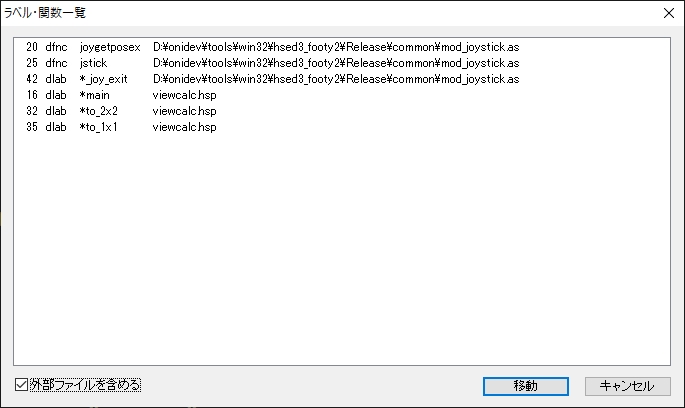 ラベル・関数一覧
20 dfnc joygetposex D:¥onidev¥tools¥win32¥hsed3_footy2¥Release¥common¥mod_joystick.as
25 dfnc jstick D:¥onidev¥tools¥win32¥hsed3_footy2¥Release¥common¥mod_joystick.as
42 dlab *_joy_exit D:¥onidev¥tools¥win32¥hsed3_footy2¥Release¥common¥mod_joystick.as
16 dlab *main viewcalc.hsp
32 dlab *to_2x2 viewcalc.hsp
35 dlab *to_1x1 viewcalc.hsp
外部ファイルを含める 移動 キャンセル